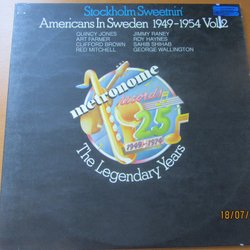 Stockholm Sweetnin'
Americans In Sweden 1949-1954 Vol.2
QUINCY JONES
ART FARMER
CLIFFORD BROWN
RED MITCHELL
JIMMY RANEY
ROY HAYNES
SAHIB SHIHAB
GEORGE WALLINGTON
metronome
records
25
1949-1974
The Legendary Years
18/07/